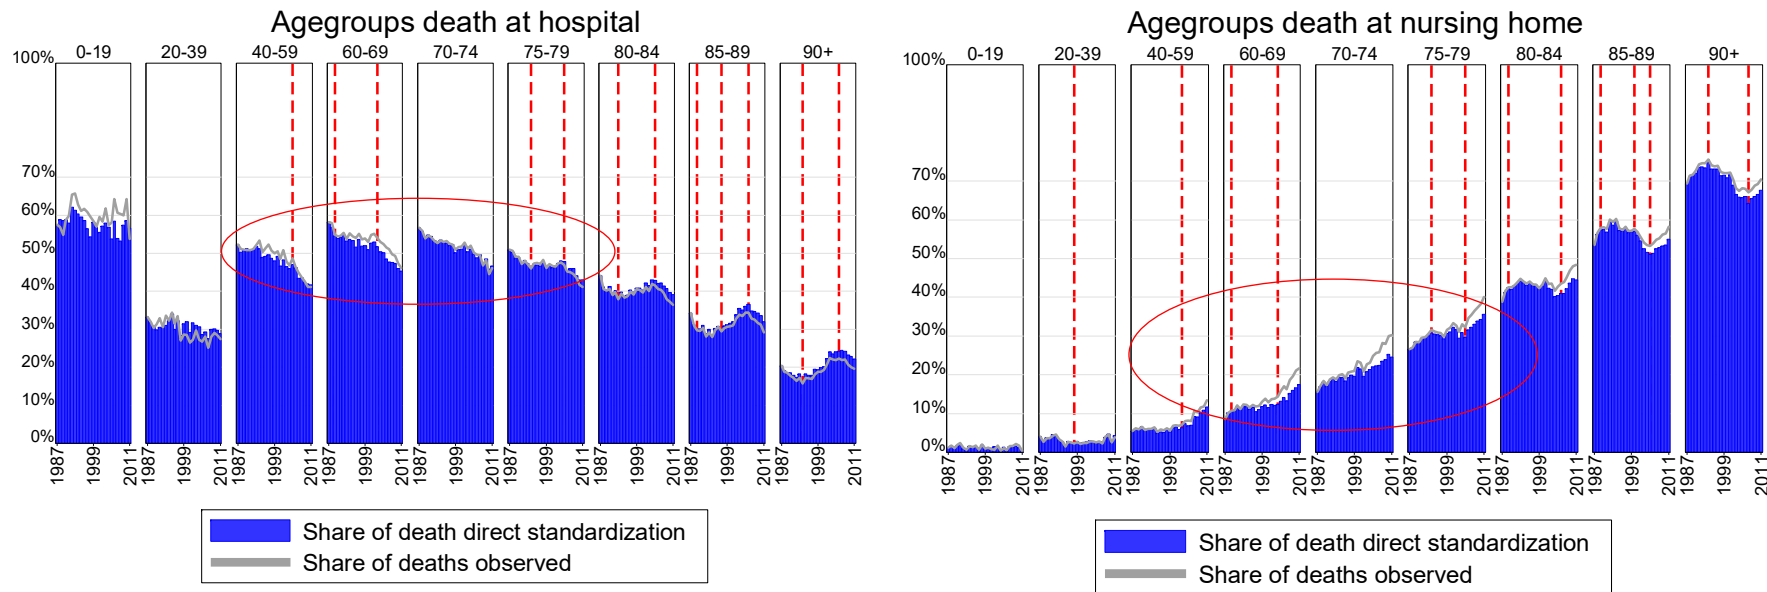 Agegroups death at hospital
0-19 20-39 40-59 60-69 70-74 75-79 80-84 85-89 90+
100%
70%
60%
50%
40%
30%
20%
10%
0%
1987 1999 2011 1987 1999 2011 1987 1999 2011 1987 1999 2011 1987 1999 2011 1987 1999 2011 1987 1999 2011 1987 1999 2011 1987 1999 2011
Share of death direct standardization
Share of deaths observed
Agegroups death at nursing home
0-19 20-39 40-59 60-69 70-74 75-79 80-84 85-89 90+
100%
70%
60%
50%
40%
30%
20%
10%
0%
1987 1999 2011 1987 1999 2011 1987 1999 2011 1987 1999 2011 1987 1999 2011 1987 1999 2011 1987 1999 2011 1987 1999 2011 1987 1999 2011
Share of death direct standardization
Share of deaths observed